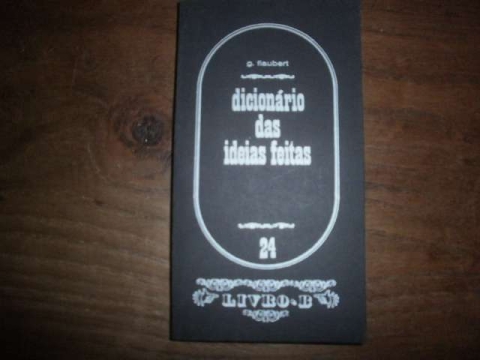 g. flaubert
dicionário
das
ideias feitas
24
LIVRO-B